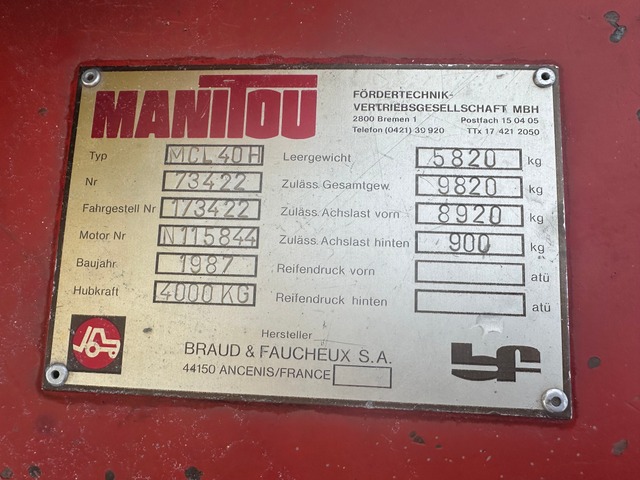 MANITOU
FÖRDERTECHNIK-
VERTRIEBSGESELLSCHAFT MBH
2800 Bremen 1 Postfach 15 04 05
Telefon (0421) 39 920 TTx 17 421 2050
Typ MCL40H
Nr 73422
Fahrgestell Nr 173422
Motor Nr N115844
Baujahr 1987
Hubkraft 4000 KG
Leergewicht 5820 kg
Zuläss. Gesamtgew. 9820 kg
Zuläss. Achslast vorn 8920 kg
Zuläss. Achslast hinten 900 kg
Reifendruck vorn atü
Reifendruck hinten atü
Hersteller
BRAUD & FAUCHEUX S.A.
44150 ANCENIS/FRANCE
bf